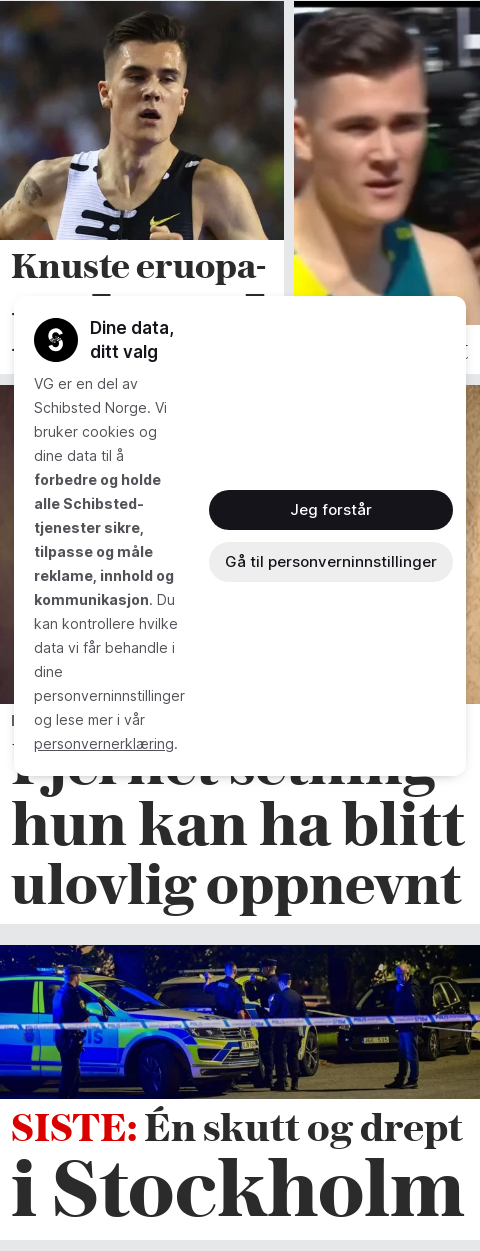 Knuste eruopa-
Dine data,
ditt valg
VG er en del av
Schibsted Norge. Vi
bruker cookies og
dine data til å
forbedre og holde
alle Schibsted-
tjenester sikre,
tilpasse og måle
reklame, innhold og
kommunikasjon. Du
kan kontrollere hvilke
data vi får behandle i
dine
personverninnstillinger
og lese mer i vår
personvernerklæring.
Jeg forstår
Gå til personverninnstillinger
Fjernet setning
hun kan ha blitt
ulovlig oppnevnt
SISTE: Én skutt og drept
i Stockholm